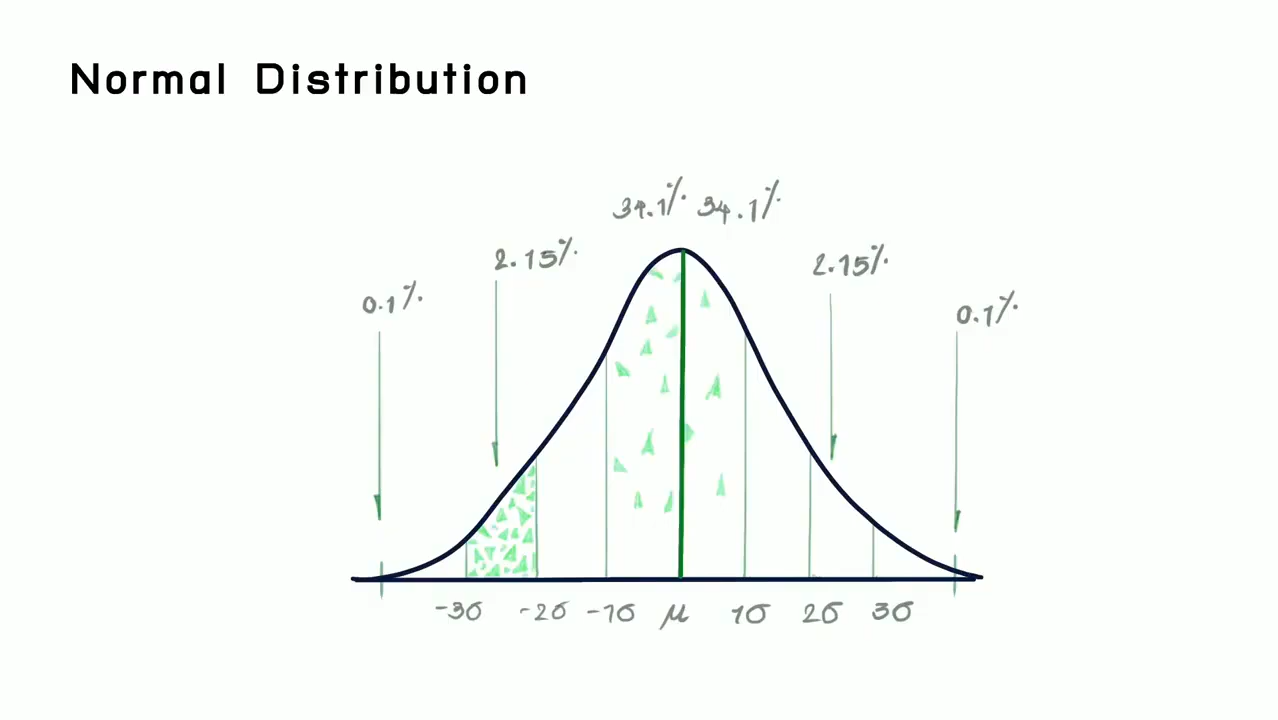 Normal Distribution
34.1% 34.1%
2.15% 2.15%
0.1% 0.1%
-3σ -2σ -1σ μ 1σ 2σ 3σ